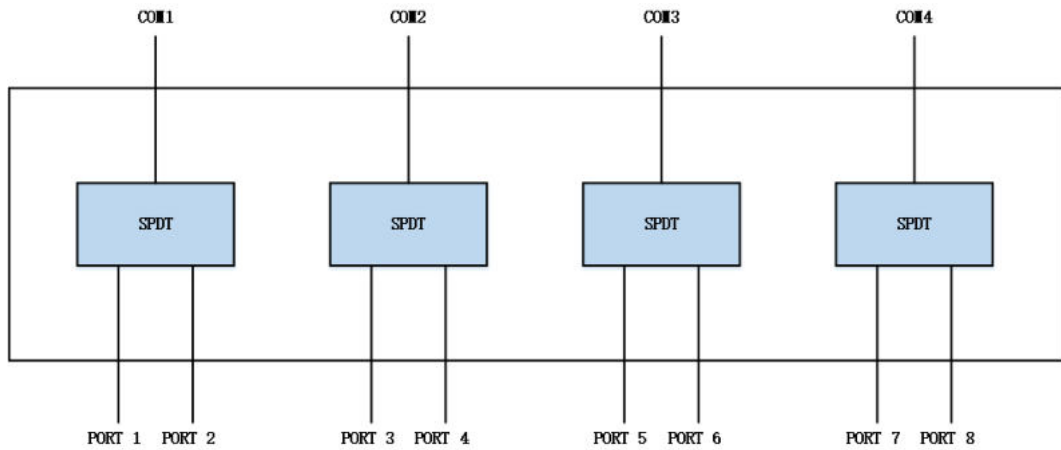 COM1 COM2 COM3 COM4
SPDT SPDT SPDT SPDT
PORT 1 PORT 2 PORT 3 PORT 4 PORT 5 PORT 6 PORT 7 PORT 8